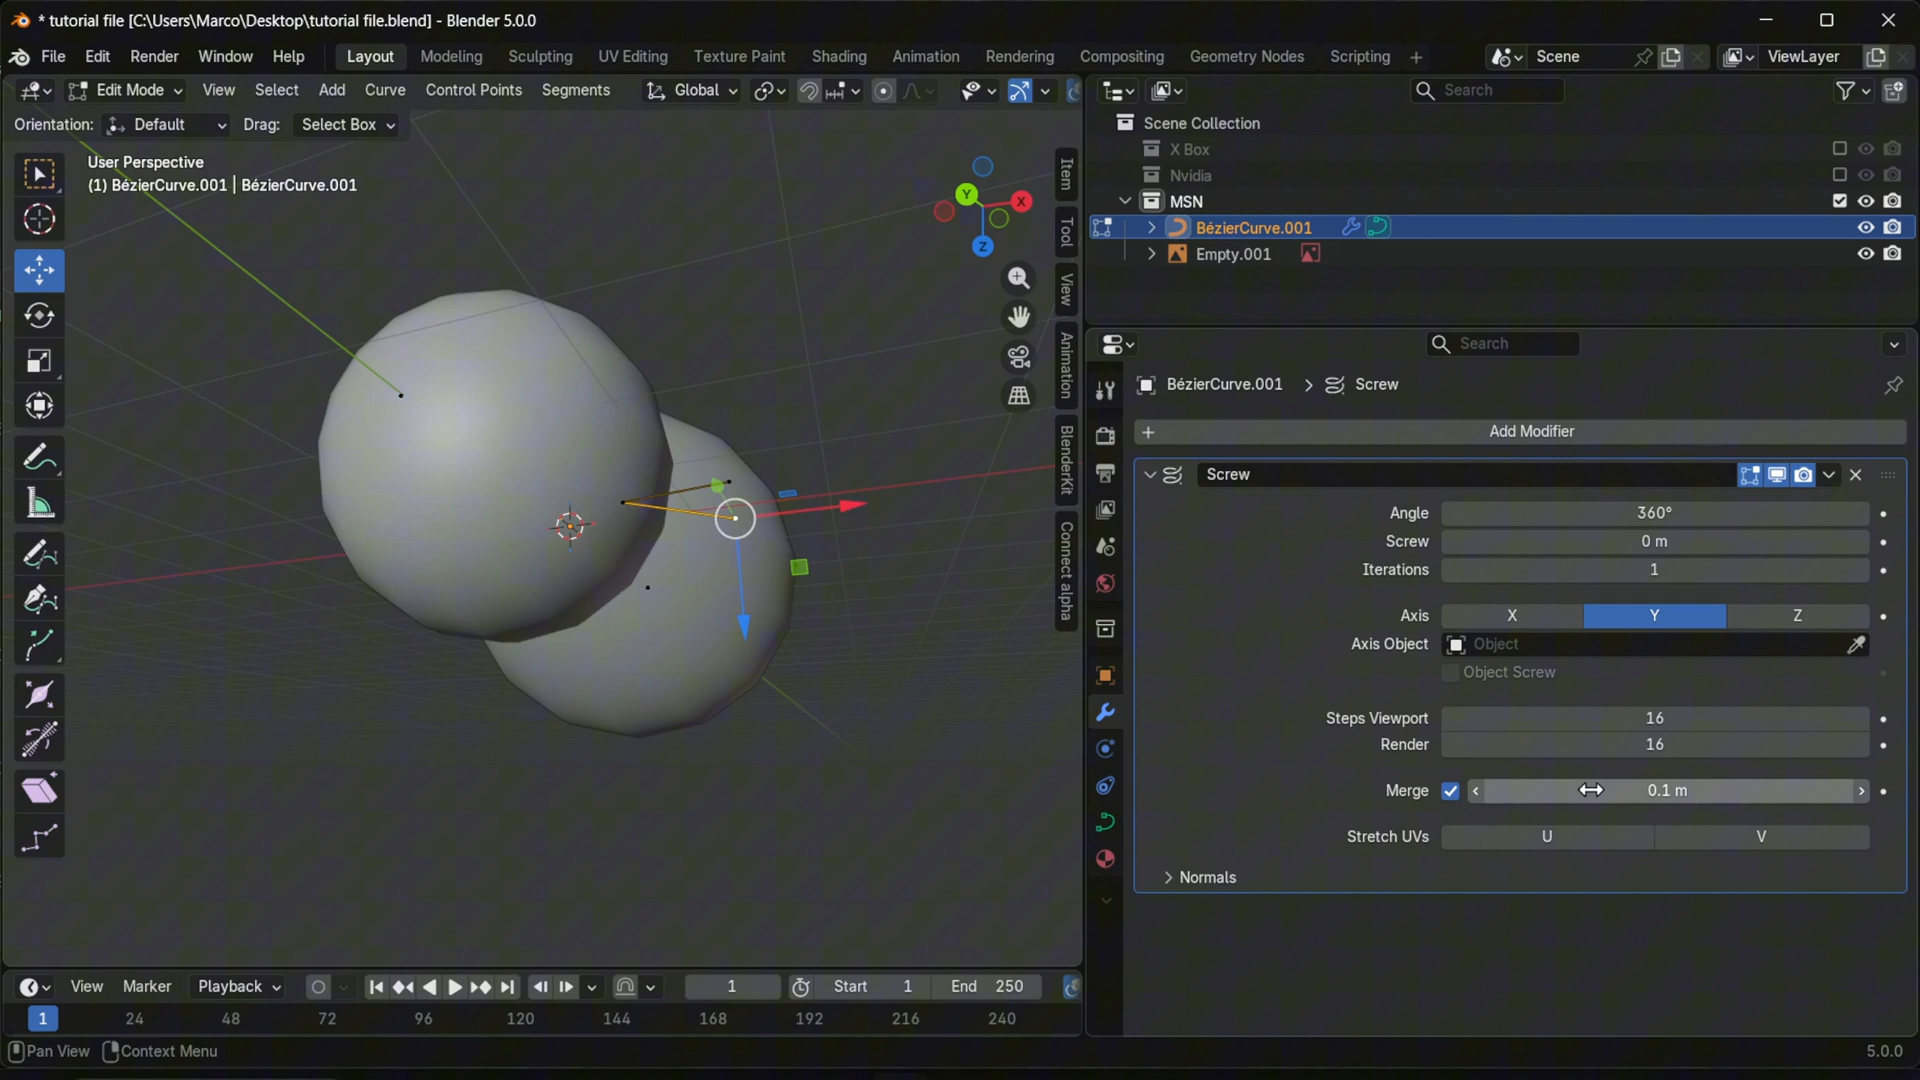 * tutorial file [C:\Users\Marco\Desktop\tutorial file.blend] - Blender 5.0.0
File Edit Render Window Help Layout Modeling Sculpting UV Editing Texture Paint Shading Animation Rendering Compositing Geometry Nodes Scripting + Scene ViewLayer
Edit Mode View Select Add Curve Control Points Segments Global
Orientation: Default Drag: Select Box
User Perspective
(1) BézierCurve.001 | BézierCurve.001
Y X Z
Item
Tool
View
Animation
BlenderKit
Connect alpha
Search
Scene Collection
X Box
Nvidia
MSN
BézierCurve.001
Empty.001
Search
BézierCurve.001 > Screw
+ Add Modifier
Screw
Angle 360°
Screw 0 m
Iterations 1
Axis X Y Z
Axis Object Object
Object Screw
Steps Viewport 16
Render 16
Merge 0.1 m
Stretch UVs U V
Normals
View Marker Playback 1 Start 1 End 250
1 24 48 72 96 120 144 168 192 216 240
Pan View Context Menu 5.0.0